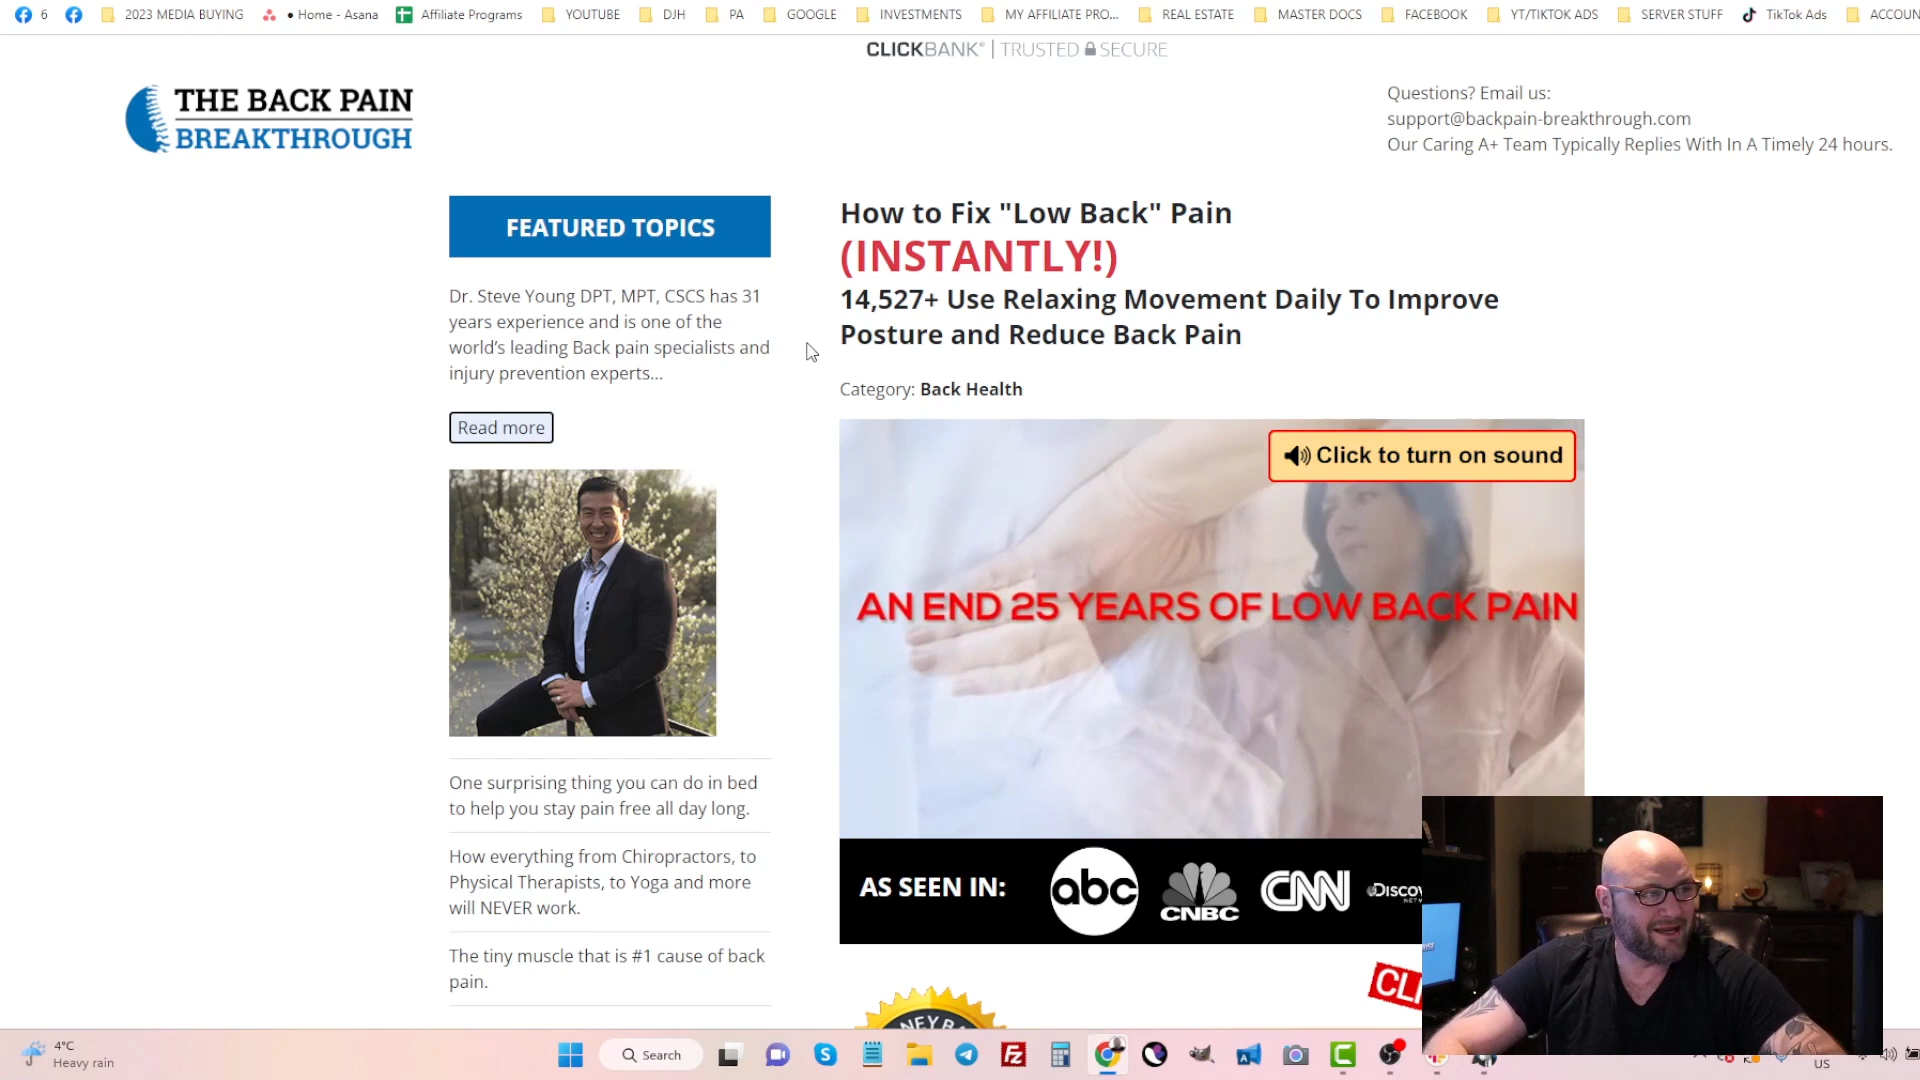 6
2023 MEDIA BUYING
• Home - Asana
Affiliate Programs
YOUTUBE
DJH
PA
GOOGLE
INVESTMENTS
MY AFFILIATE PRO...
REAL ESTATE
MASTER DOCS
FACEBOOK
YT/TIKTOK ADS
SERVER STUFF
TikTok Ads
ACCOUN
CLICKBANK® | TRUSTED SECURE
THE BACK PAIN
BREAKTHROUGH
Questions? Email us:
support@backpain-breakthrough.com
Our Caring A+ Team Typically Replies With In A Timely 24 hours.
FEATURED TOPICS
Dr. Steve Young DPT, MPT, CSCS has 31
years experience and is one of the
world’s leading Back pain specialists and
injury prevention experts...
Read more
One surprising thing you can do in bed
to help you stay pain free all day long.
How everything from Chiropractors, to
Physical Therapists, to Yoga and more
will NEVER work.
The tiny muscle that is #1 cause of back
pain.
How to Fix "Low Back" Pain
(INSTANTLY!)
14,527+ Use Relaxing Movement Daily To Improve
Posture and Reduce Back Pain
Category: Back Health
Click to turn on sound
AN END 25 YEARS OF LOW BACK PAIN
AS SEEN IN:
abc
CNBC
CNN
4°C
Heavy rain
Search
US